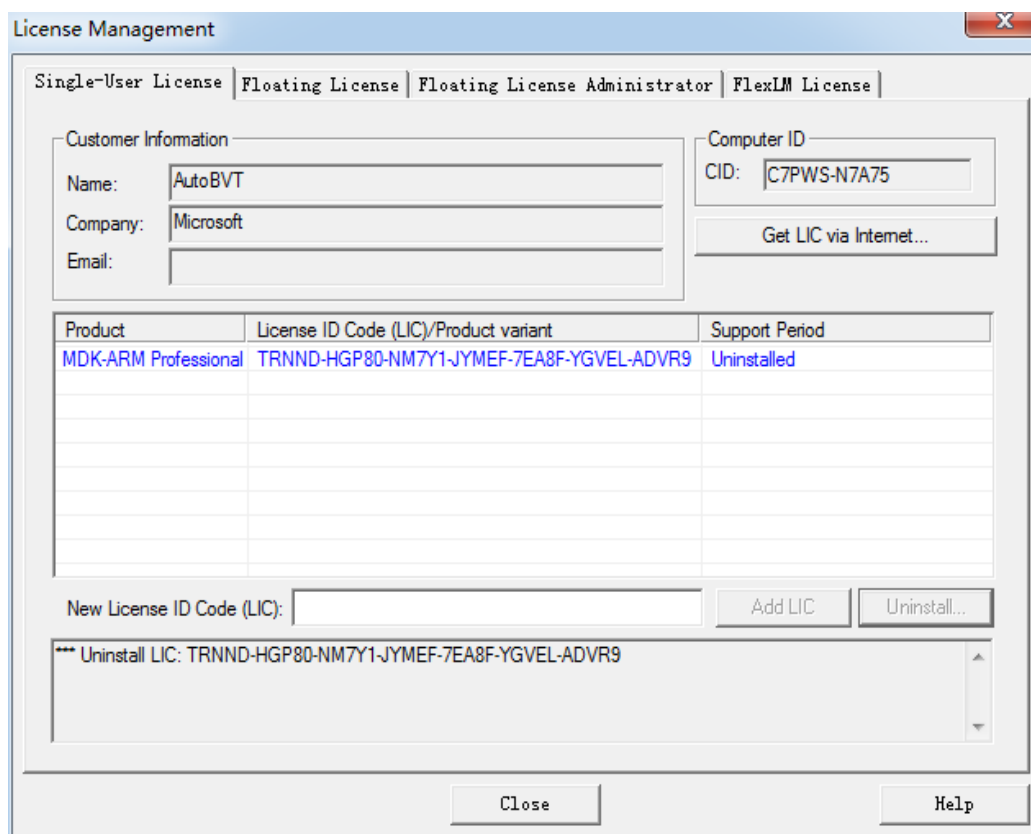 License Management
Single-User License
Floating License
Floating License Administrator
FlexLM License
Customer Information
Name:
AutoBVT
Company:
Microsoft
Email:
Computer ID
CID:
C7PWS-N7A75
Get LIC via Internet...
Product
License ID Code (LIC)/Product variant
Support Period
MDK-ARM Professional
TRNND-HGP80-NM7Y1-JYMEF-7EA8F-YGVEL-ADVR9
Uninstalled
New License ID Code (LIC):
Add LIC
Uninstall...
*** Uninstall LIC: TRNND-HGP80-NM7Y1-JYMEF-7EA8F-YGVEL-ADVR9
Close
Help